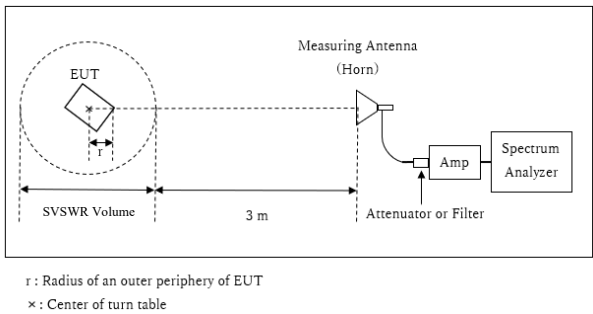 Measuring Antenna
(Horn)
EUT
r
Spectrum
Analyzer
Amp
SVSWR Volume
3 m
Attenuator or Filter
r : Radius of an outer periphery of EUT
× : Center of turn table